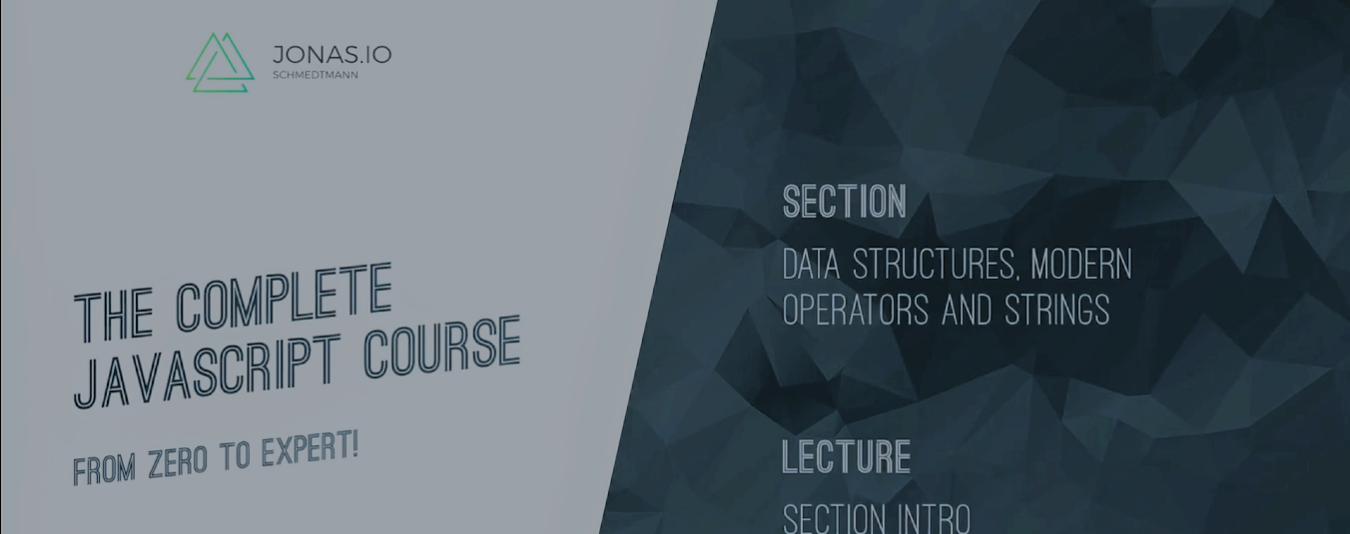 JONAS.IO
SCHMEDTMANN
THE COMPLETE
JAVASCRIPT COURSE
FROM ZERO TO EXPERT!
SECTION
DATA STRUCTURES, MODERN
OPERATORS AND STRINGS
LECTURE
SECTION INTRO